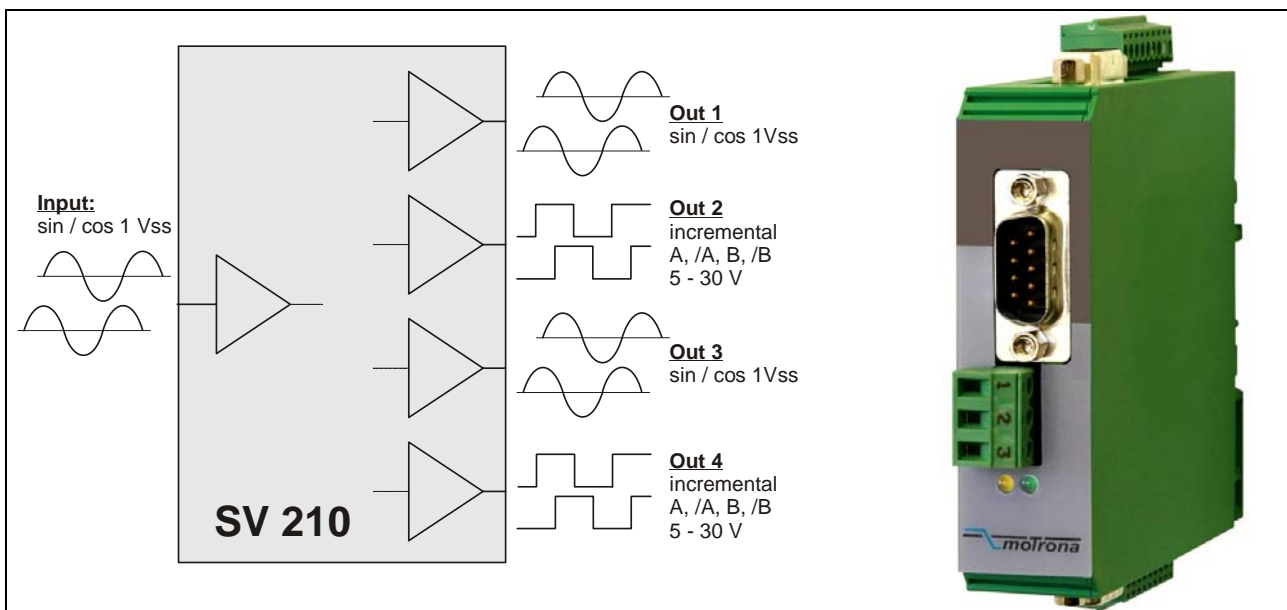 Input:
sin / cos 1 Vss
SV 210
Out 1
sin / cos 1Vss
Out 2
incremental
A, /A, B, /B
5 - 30 V
Out 3
sin / cos 1Vss
Out 4
incremental
A, /A, B, /B
5 - 30 V
1
2
3
moTrona